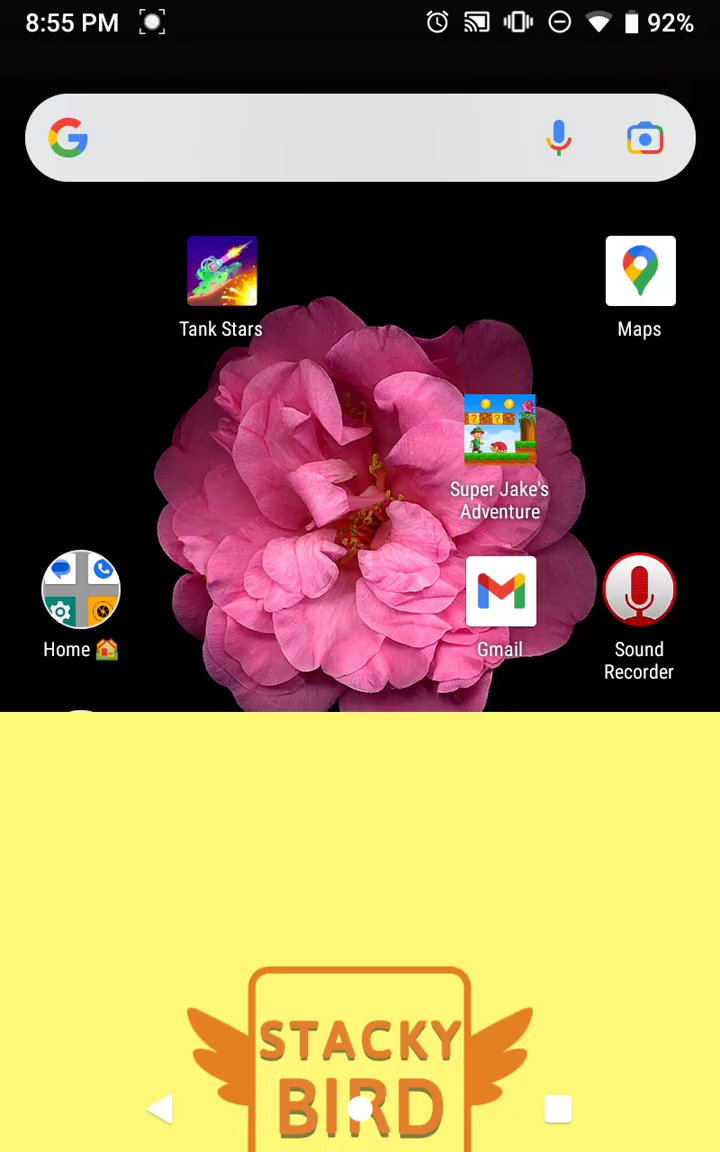 8:55 PM 92%
Tank Stars
Maps
Super Jake's
Adventure
Home 🏠
Gmail
Sound
Recorder
STACKY
BIRD